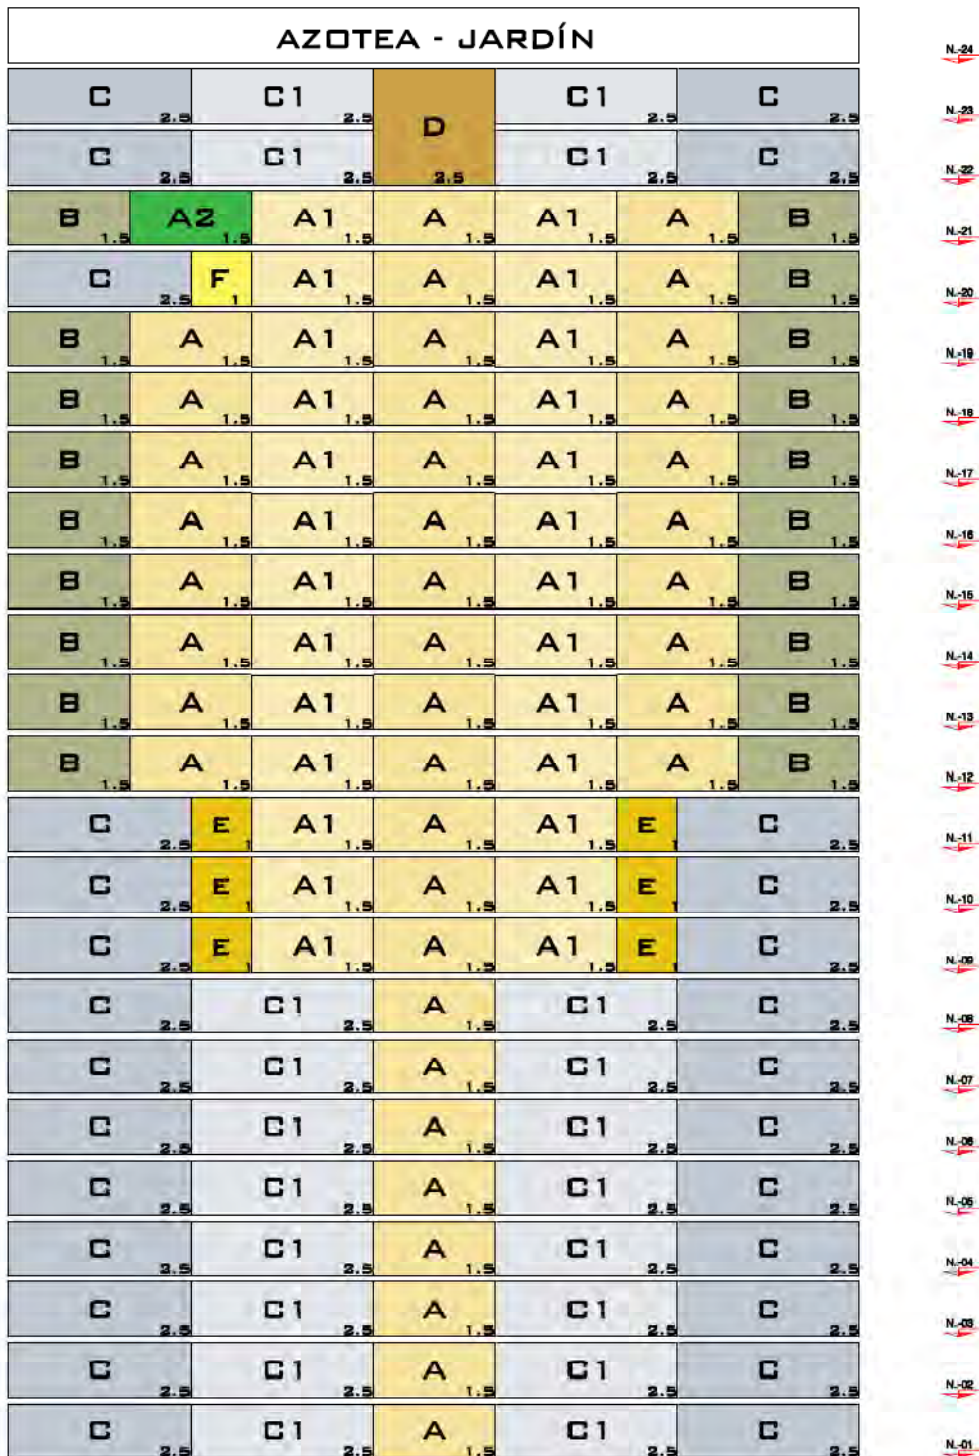 AZOTEA - JARDÍN N.-24
C 2.5 C1 2.5 D C1 2.5 C 2.5 N.-23
C 2.5 C1 2.5 2.5 C1 2.5 C 2.5 N.-22
B 1.5 A2 1.5 A1 1.5 A 1.5 A1 1.5 A 1.5 B 1.5 N.-21
C 2.5 F 1 A1 1.5 A 1.5 A1 1.5 A 1.5 B 1.5 N.-20
B 1.5 A 1.5 A1 1.5 A 1.5 A1 1.5 A 1.5 B 1.5 N.-19
B 1.5 A 1.5 A1 1.5 A 1.5 A1 1.5 A 1.5 B 1.5 N.-18
B 1.5 A 1.5 A1 1.5 A 1.5 A1 1.5 A 1.5 B 1.5 N.-17
B 1.5 A 1.5 A1 1.5 A 1.5 A1 1.5 A 1.5 B 1.5 N.-16
B 1.5 A 1.5 A1 1.5 A 1.5 A1 1.5 A 1.5 B 1.5 N.-15
B 1.5 A 1.5 A1 1.5 A 1.5 A1 1.5 A 1.5 B 1.5 N.-14
B 1.5 A 1.5 A1 1.5 A 1.5 A1 1.5 A 1.5 B 1.5 N.-13
B 1.5 A 1.5 A1 1.5 A 1.5 A1 1.5 A 1.5 B 1.5 N.-12
C 2.5 E 1 A1 1.5 A 1.5 A1 1.5 E 1 C 2.5 N.-11
C 2.5 E 1 A1 1.5 A 1.5 A1 1.5 E 1 C 2.5 N.-10
C 2.5 E 1 A1 1.5 A 1.5 A1 1.5 E 1 C 2.5 N.-09
C 2.5 C1 2.5 A 1.5 C1 2.5 C 2.5 N.-08
C 2.5 C1 2.5 A 1.5 C1 2.5 C 2.5 N.-07
C 2.5 C1 2.5 A 1.5 C1 2.5 C 2.5 N.-06
C 2.5 C1 2.5 A 1.5 C1 2.5 C 2.5 N.-05
C 2.5 C1 2.5 A 1.5 C1 2.5 C 2.5 N.-04
C 2.5 C1 2.5 A 1.5 C1 2.5 C 2.5 N.-03
C 2.5 C1 2.5 A 1.5 C1 2.5 C 2.5 N.-02
C 2.5 C1 2.5 A 1.5 C1 2.5 C 2.5 N.-01